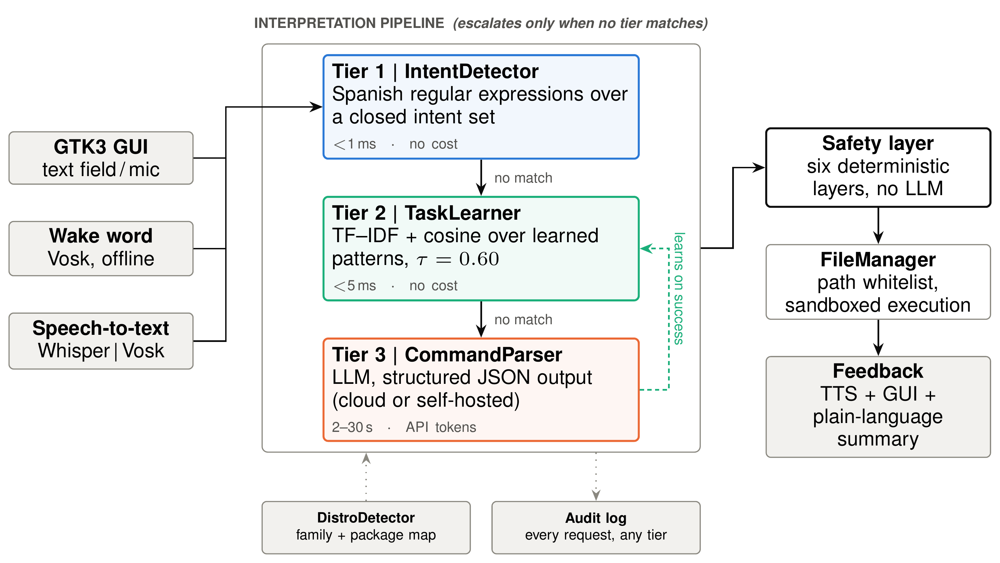 INTERPRETATION PIPELINE (escalates only when no tier matches)
GTK3 GUI
text field / mic
Wake word
Vosk, offline
Speech-to-text
Whisper | Vosk
Tier 1 | IntentDetector
Spanish regular expressions over
a closed intent set
<1 ms · no cost
no match
Tier 2 | TaskLearner
TF–IDF + cosine over learned
patterns, τ = 0.60
<5 ms · no cost
no match
Tier 3 | CommandParser
LLM, structured JSON output
(cloud or self-hosted)
2–30 s · API tokens
learns on success
Safety layer
six deterministic
layers, no LLM
FileManager
path whitelist,
sandboxed execution
Feedback
TTS + GUI +
plain-language
summary
DistroDetector
family + package map
Audit log
every request, any tier